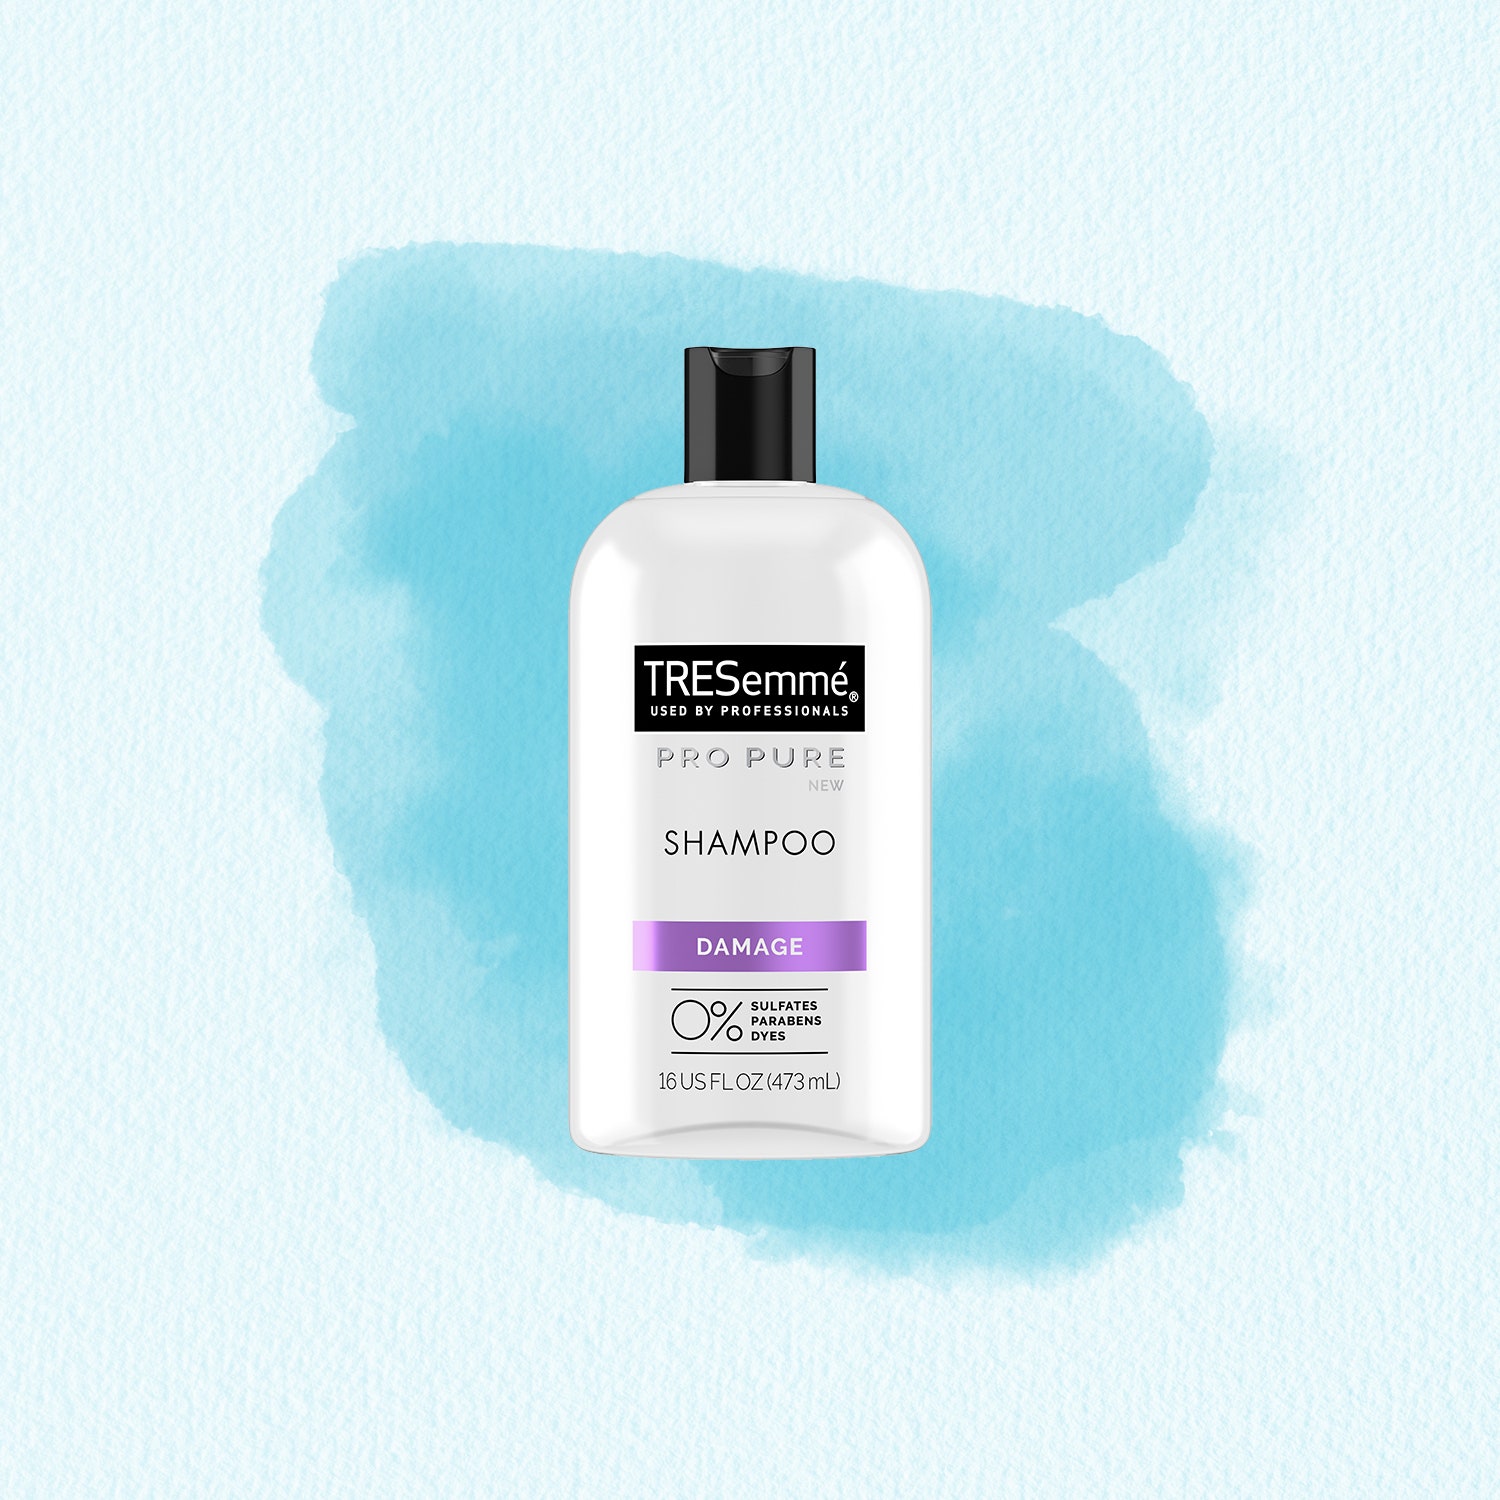 TRESemmé®
USED BY PROFESSIONALS
PRO PURE
NEW
SHAMPOO
DAMAGE
0% SULFATES
PARABENS
DYES
16 US FL OZ (473 mL)